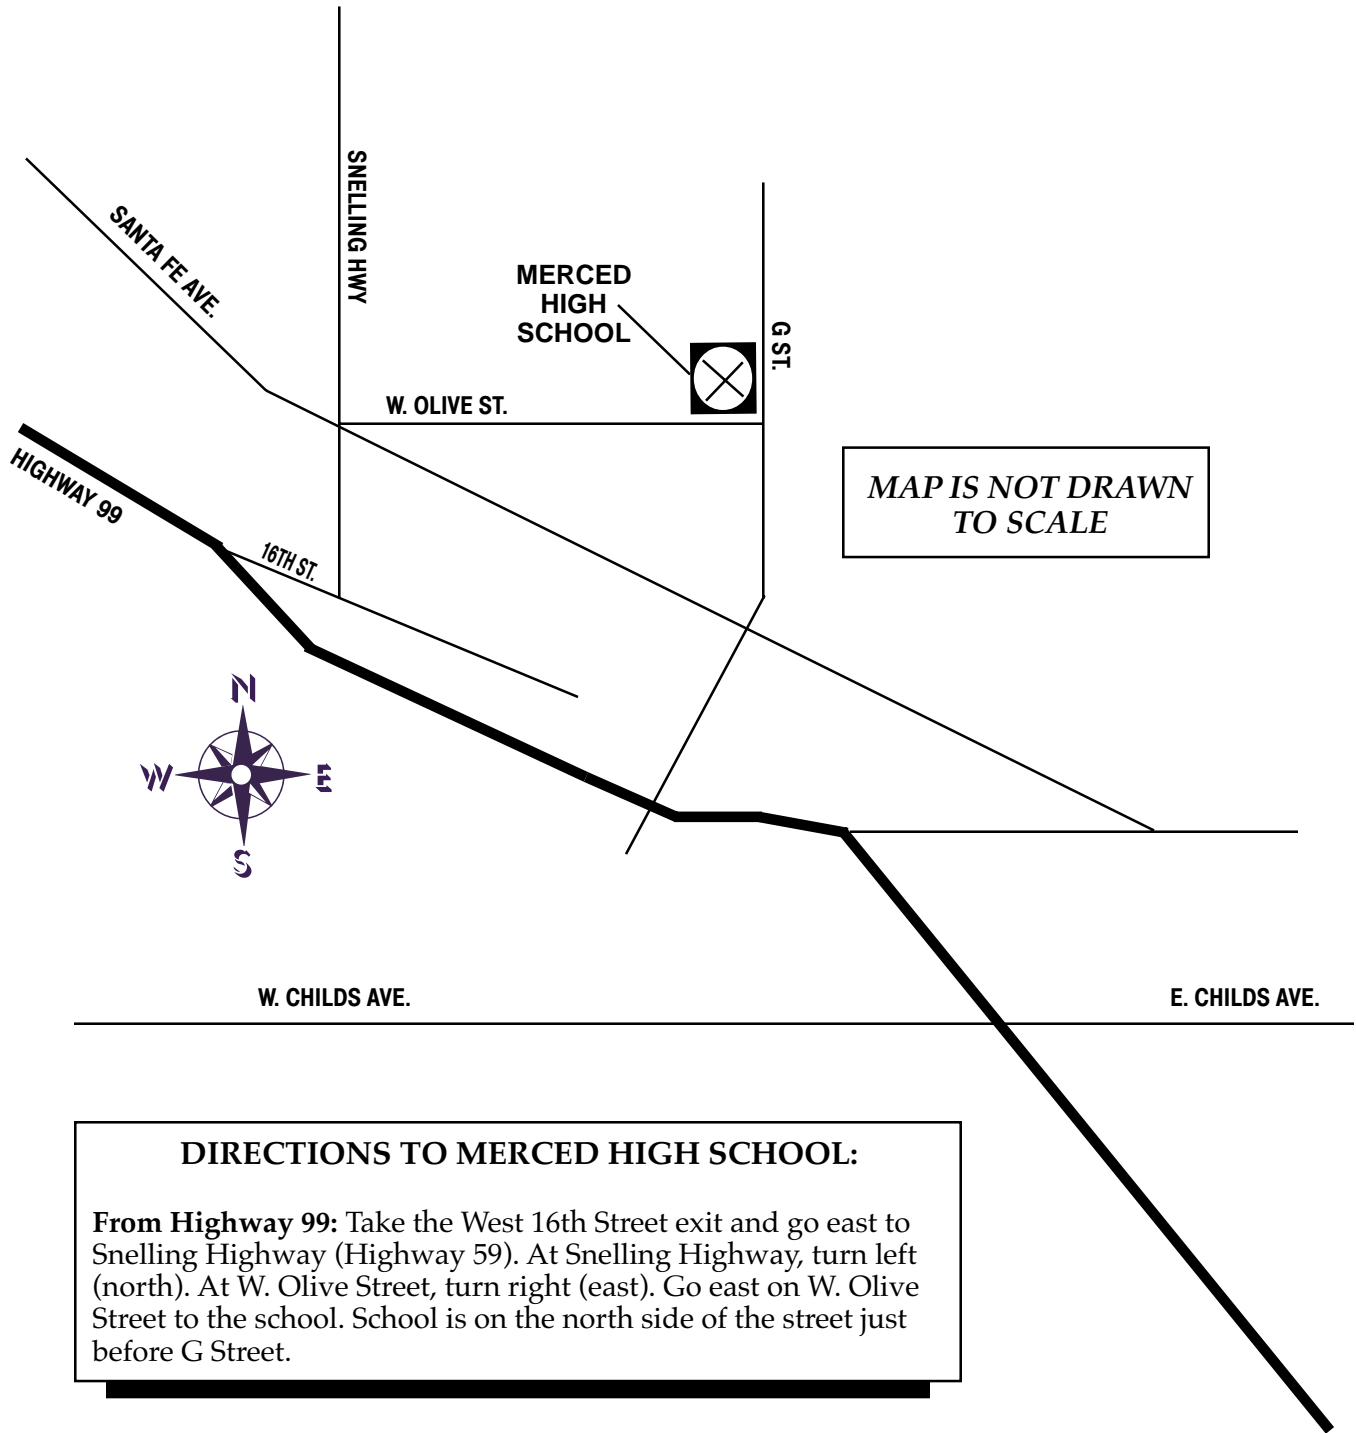 SNELLING HWY
SANTA FE AVE.
MERCED
HIGH
SCHOOL
G ST.
W. OLIVE ST.
HIGHWAY 99
MAP IS NOT DRAWN
TO SCALE
16TH ST.
N
W
E
S
W. CHILDS AVE.
E. CHILDS AVE.
DIRECTIONS TO MERCED HIGH SCHOOL:
From Highway 99: Take the West 16th Street exit and go east to
Snelling Highway (Highway 59). At Snelling Highway, turn left
(north). At W. Olive Street, turn right (east). Go east on W. Olive
Street to the school. School is on the north side of the street just
before G Street.